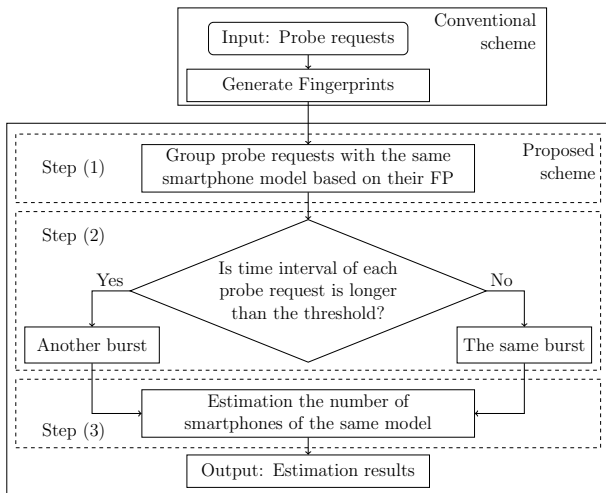 Conventional
scheme
Input: Probe requests
Generate Fingerprints
Proposed
scheme
Step (1)
Group probe requests with the same
smartphone model based on their FP
Step (2)
Is time interval of each
probe request is longer
than the threshold?
Yes
No
Another burst
The same burst
Step (3)
Estimation the number of
smartphones of the same model
Output: Estimation results